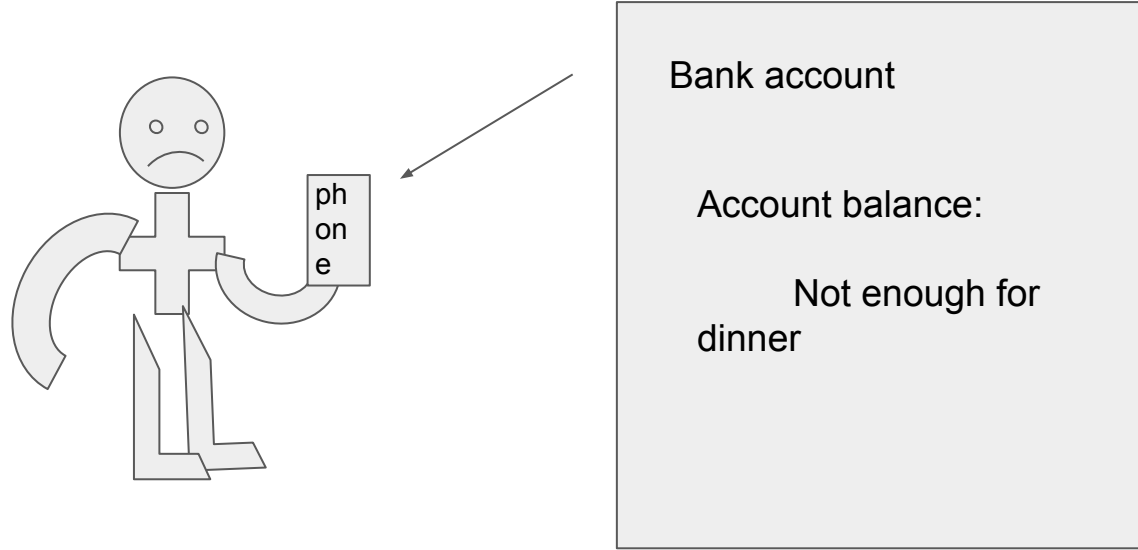 ph
on
e
Bank account
Account balance:
Not enough for
dinner